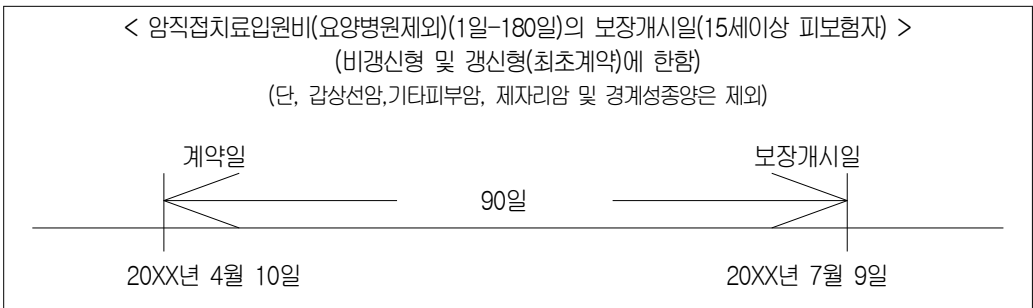 < 암직접치료입원비(요양병원제외)(1일-180일)의 보장개시일(15세이상 피보험자) >
(비갱신형 및 갱신형(최초계약)에 한함)
(단, 갑상선암,기타피부암, 제자리암 및 경계성종양은 제외)
계약일 보장개시일
90일
20XX년 4월 10일 20XX년 7월 9일